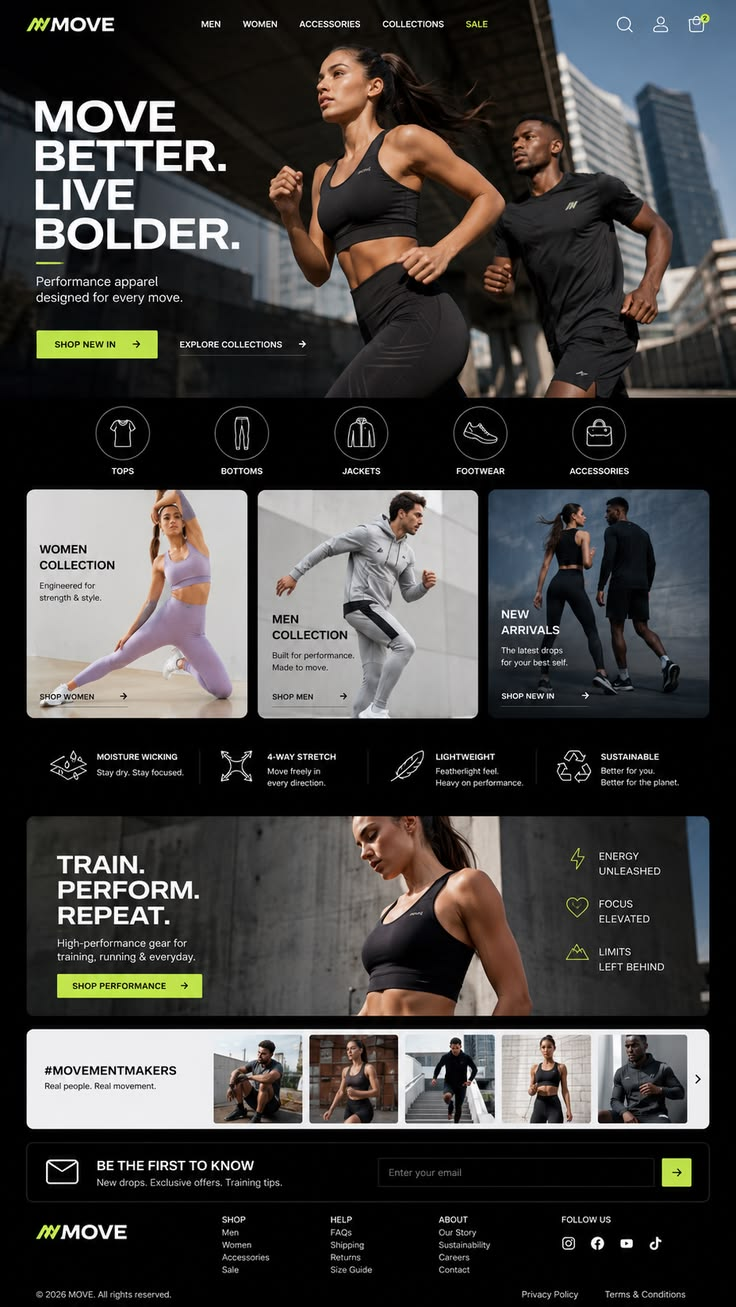 MOVE
MEN WOMEN ACCESSORIES COLLECTIONS SALE
2
MOVE
BETTER.
LIVE
BOLDER.
Performance apparel
designed for every move.
SHOP NEW IN → EXPLORE COLLECTIONS →
TOPS BOTTOMS JACKETS FOOTWEAR ACCESSORIES
WOMEN
COLLECTION
Engineered for
strength & style.
SHOP WOMEN →
MEN
COLLECTION
Built for performance.
Made to move.
SHOP MEN →
NEW
ARRIVALS
The latest drops
for your best self.
SHOP NEW IN →
MOISTURE WICKING
Stay dry. Stay focused.
4-WAY STRETCH
Move freely in
every direction.
LIGHTWEIGHT
Featherlight feel.
Heavy on performance.
SUSTAINABLE
Better for you.
Better for the planet.
TRAIN.
PERFORM.
REPEAT.
High-performance gear for
training, running & everyday.
SHOP PERFORMANCE →
ENERGY
UNLEASHED
FOCUS
ELEVATED
LIMITS
LEFT BEHIND
#MOVEMENTMAKERS
Real people. Real movement.
BE THE FIRST TO KNOW
New drops. Exclusive offers. Training tips.
Enter your email
→
MOVE
SHOP
Men
Women
Accessories
Sale
HELP
FAQs
Shipping
Returns
Size Guide
ABOUT
Our Story
Sustainability
Careers
Contact
FOLLOW US
© 2026 MOVE. All rights reserved.
Privacy Policy Terms & Conditions